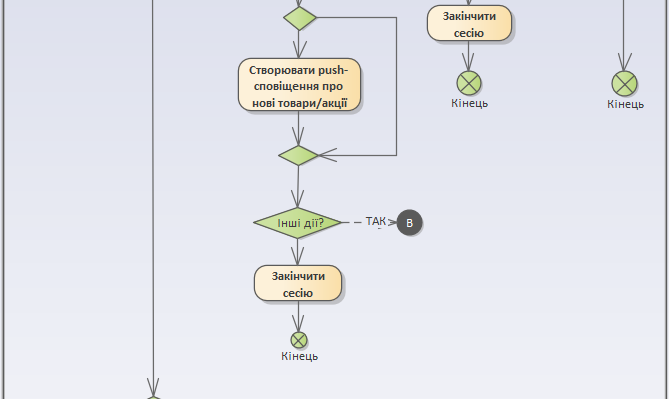 Закінчити
сесію
Кінець
Кінець
Створювати push-
сповіщення про
нові товари/акції
Інші дії?
ТАК
B
Закінчити
сесію
Кінець